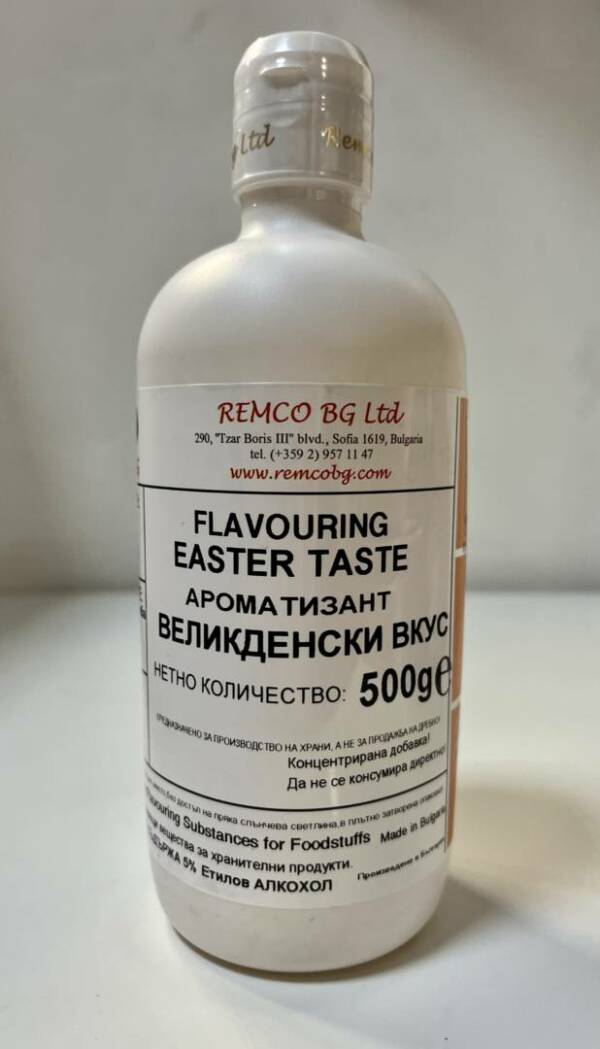 Ltd Rem
REMCO BG Ltd
290, "Tzar Boris III" blvd., Sofia 1619, Bulgaria
tel. (+359 2) 957 11 47
www.remcobg.com
FLAVOURING
EASTER TASTE
АРОМАТИЗАНТ
ВЕЛИКДЕНСКИ ВКУС
НЕТНО КОЛИЧЕСТВО: 500g℮
ПРЕДНАЗНАЧЕНО ЗА ПРОИЗВОДСТВО НА ХРАНИ, А НЕ ЗА ПРОДАЖБА НА ДРЕБНО!
Концентрирана добавка!
Да не се консумира директно!
без достъп на пряка слънчева светлина, в плътно затворена опаковка
Flavouring Substances for Foodstuffs Made in Bulgaria
вещества за хранителни продукти. Произведено в България
СЪДЪРЖА 5% Етилов АЛКОХОЛ